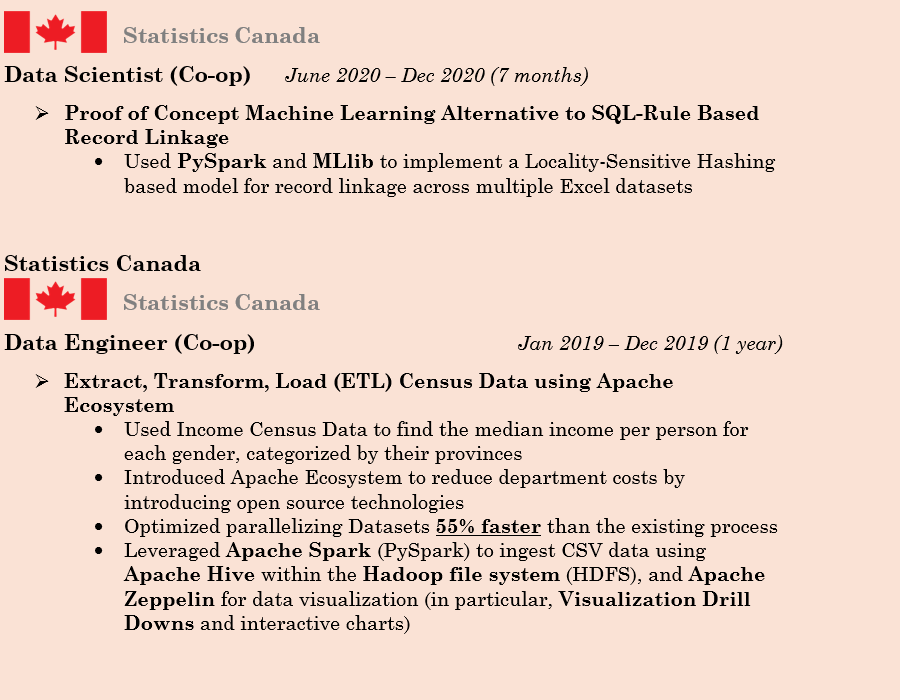 Statistics Canada
Data Scientist (Co-op) June 2020 – Dec 2020 (7 months)
➢ Proof of Concept Machine Learning Alternative to SQL-Rule Based
Record Linkage
• Used PySpark and MLlib to implement a Locality-Sensitive Hashing
based model for record linkage across multiple Excel datasets
Statistics Canada
Statistics Canada
Data Engineer (Co-op) Jan 2019 – Dec 2019 (1 year)
➢ Extract, Transform, Load (ETL) Census Data using Apache
Ecosystem
• Used Income Census Data to find the median income per person for
each gender, categorized by their provinces
• Introduced Apache Ecosystem to reduce department costs by
introducing open source technologies
• Optimized parallelizing Datasets 55% faster than the existing process
• Leveraged Apache Spark (PySpark) to ingest CSV data using
Apache Hive within the Hadoop file system (HDFS), and Apache
Zeppelin for data visualization (in particular, Visualization Drill
Downs and interactive charts)